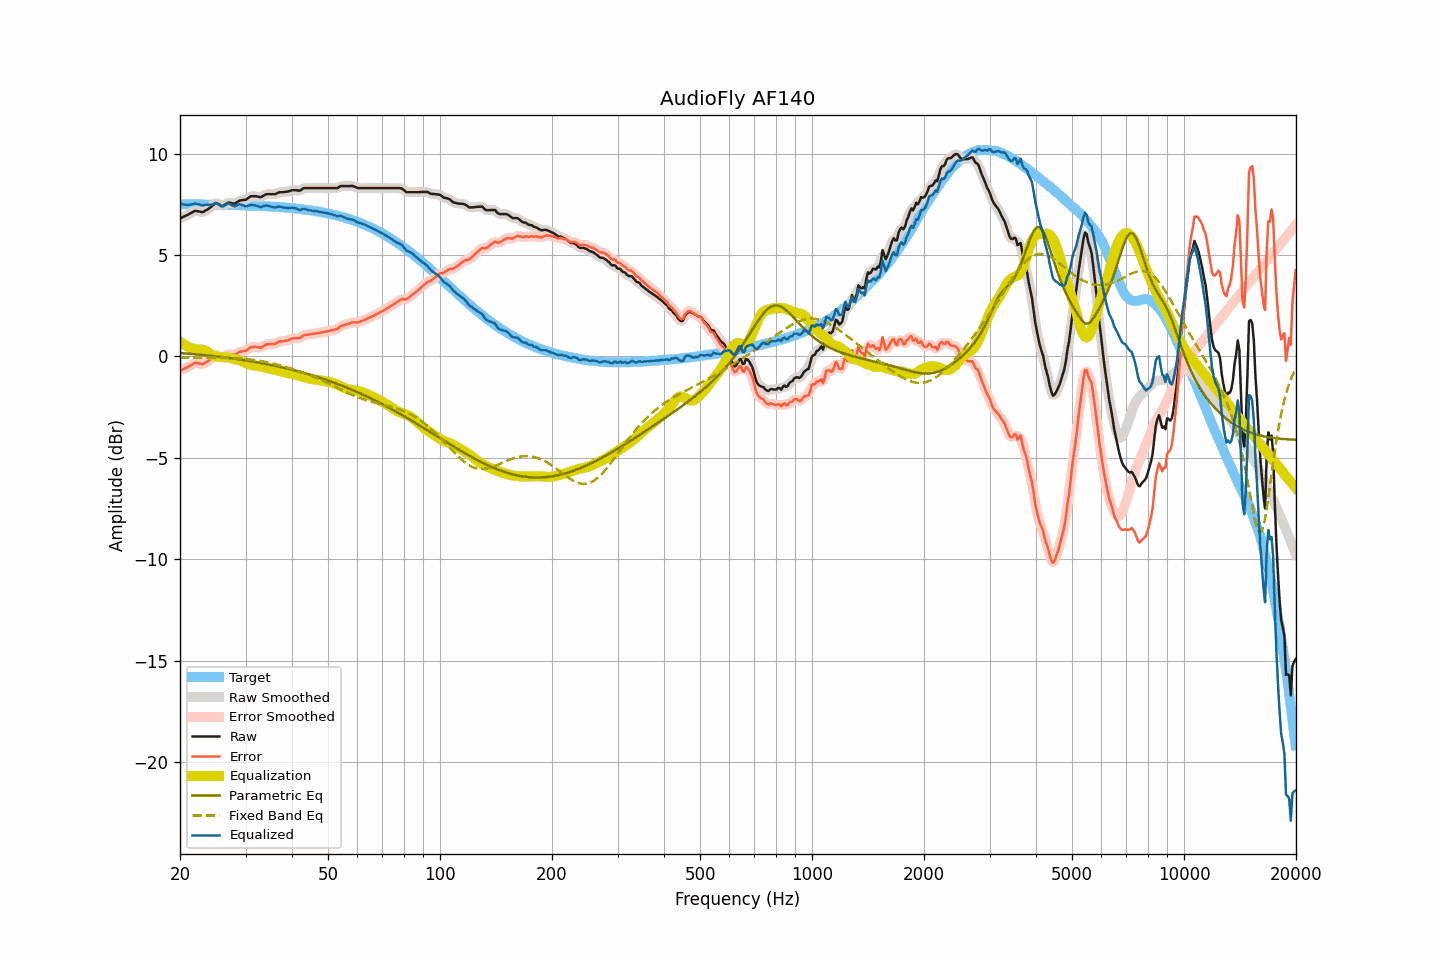 AudioFly AF140
10
5
0
−5
−10
−15
−20
Amplitude (dBr)
Target
Raw Smoothed
Error Smoothed
Raw
Error
Equalization
Parametric Eq
Fixed Band Eq
Equalized
20 50 100 200 500 1000 2000 5000 10000 20000
Frequency (Hz)